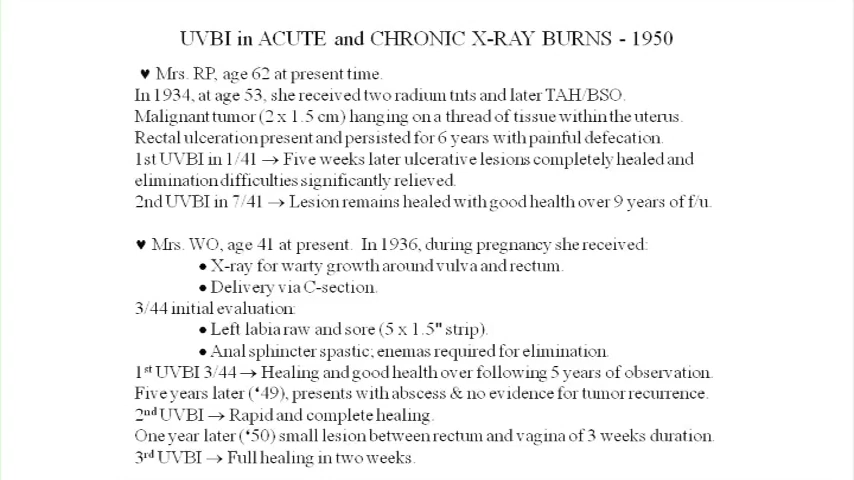 UVBI in ACUTE and CHRONIC X-RAY BURNS - 1950
♥ Mrs. RP, age 62 at present time.
In 1934, at age 53, she received two radium tnts and later TAH/BSO.
Malignant tumor (2 x 1.5 cm) hanging on a thread of tissue within the uterus.
Rectal ulceration present and persisted for 6 years with painful defecation.
1st UVBI in 1/41 → Five weeks later ulcerative lesions completely healed and
elimination difficulties significantly relieved.
2nd UVBI in 7/41 → Lesion remains healed with good health over 9 years of f/u.
♥ Mrs. WO, age 41 at present. In 1936, during pregnancy she received:
● X-ray for warty growth around vulva and rectum.
● Delivery via C-section.
3/44 initial evaluation:
● Left labia raw and sore (5 x 1.5" strip).
● Anal sphincter spastic; enemas required for elimination.
1st UVBI 3/44 → Healing and good health over following 5 years of observation.
Five years later (‘49), presents with abscess & no evidence for tumor recurrence.
2nd UVBI → Rapid and complete healing.
One year later (‘50) small lesion between rectum and vagina of 3 weeks duration.
3rd UVBI → Full healing in two weeks.